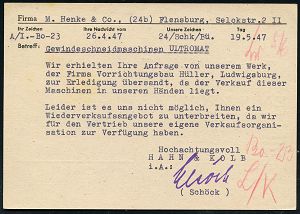 Firma M. Henke & Co., (24b) Flensburg, Selckstr.2 II
Ihr Zeichen Ihre Nachricht vom Unsere Zeichen Tag
A/I.-Bo-23 26.4.47 24/Schk/Bü. 19.5.47
Betreff: Gewindeschneidmaschinen ULTROMAT
Wir erhielten Ihre Anfrage von unserem Werk,
der Firma Vorrichtungsbau Hüller, Ludwigsburg,
zur Erledigung übersandt, da der Verkauf dieser
Maschinen in unseren Händen liegt.
Leider ist es uns nicht möglich, Ihnen ein
Wiederverkaufsangebot zu unterbreiten, da wir
für den Vertrieb unsere eigene Verkaufsorgani-
sation zur Verfügung haben.
Hochachtungsvoll
HAHN & KOLB
i.A.:
(Schöck)
Bo-23
L/K